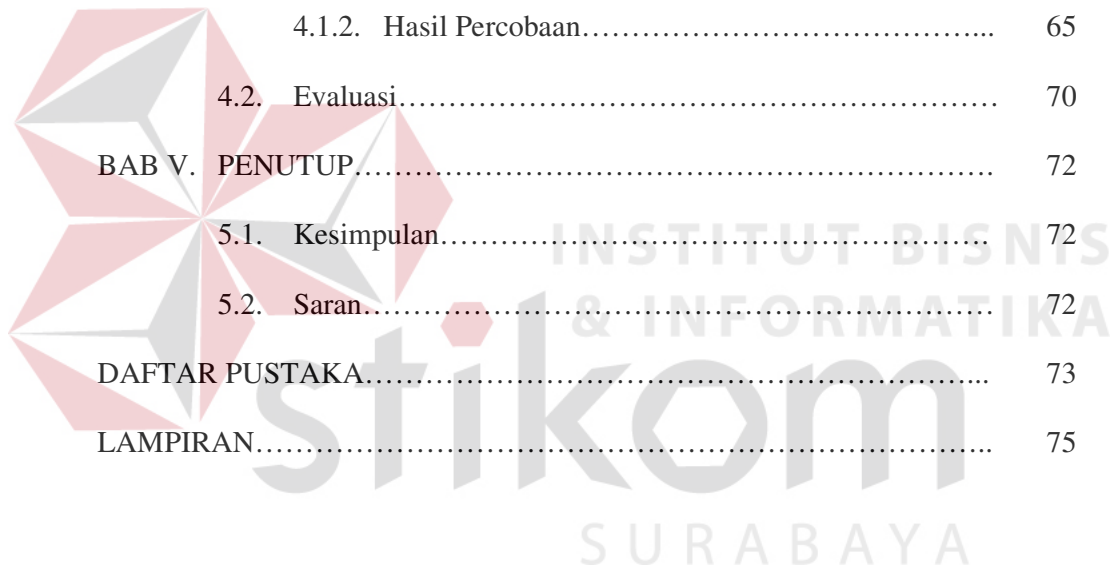 4.1.2. Hasil Percobaan…………………………………... 65
4.2. Evaluasi…………………………………………………… 70
BAB V. PENUTUP………………………………………………………. 72
5.1. Kesimpulan………………………………………………. 72
5.2. Saran……………………………………………………… 72
DAFTAR PUSTAKA……………………………………………………... 73
LAMPIRAN……………………………………………………………….. 75
INSTITUT BISNIS
& INFORMATIKA
stikom
SURABAYA